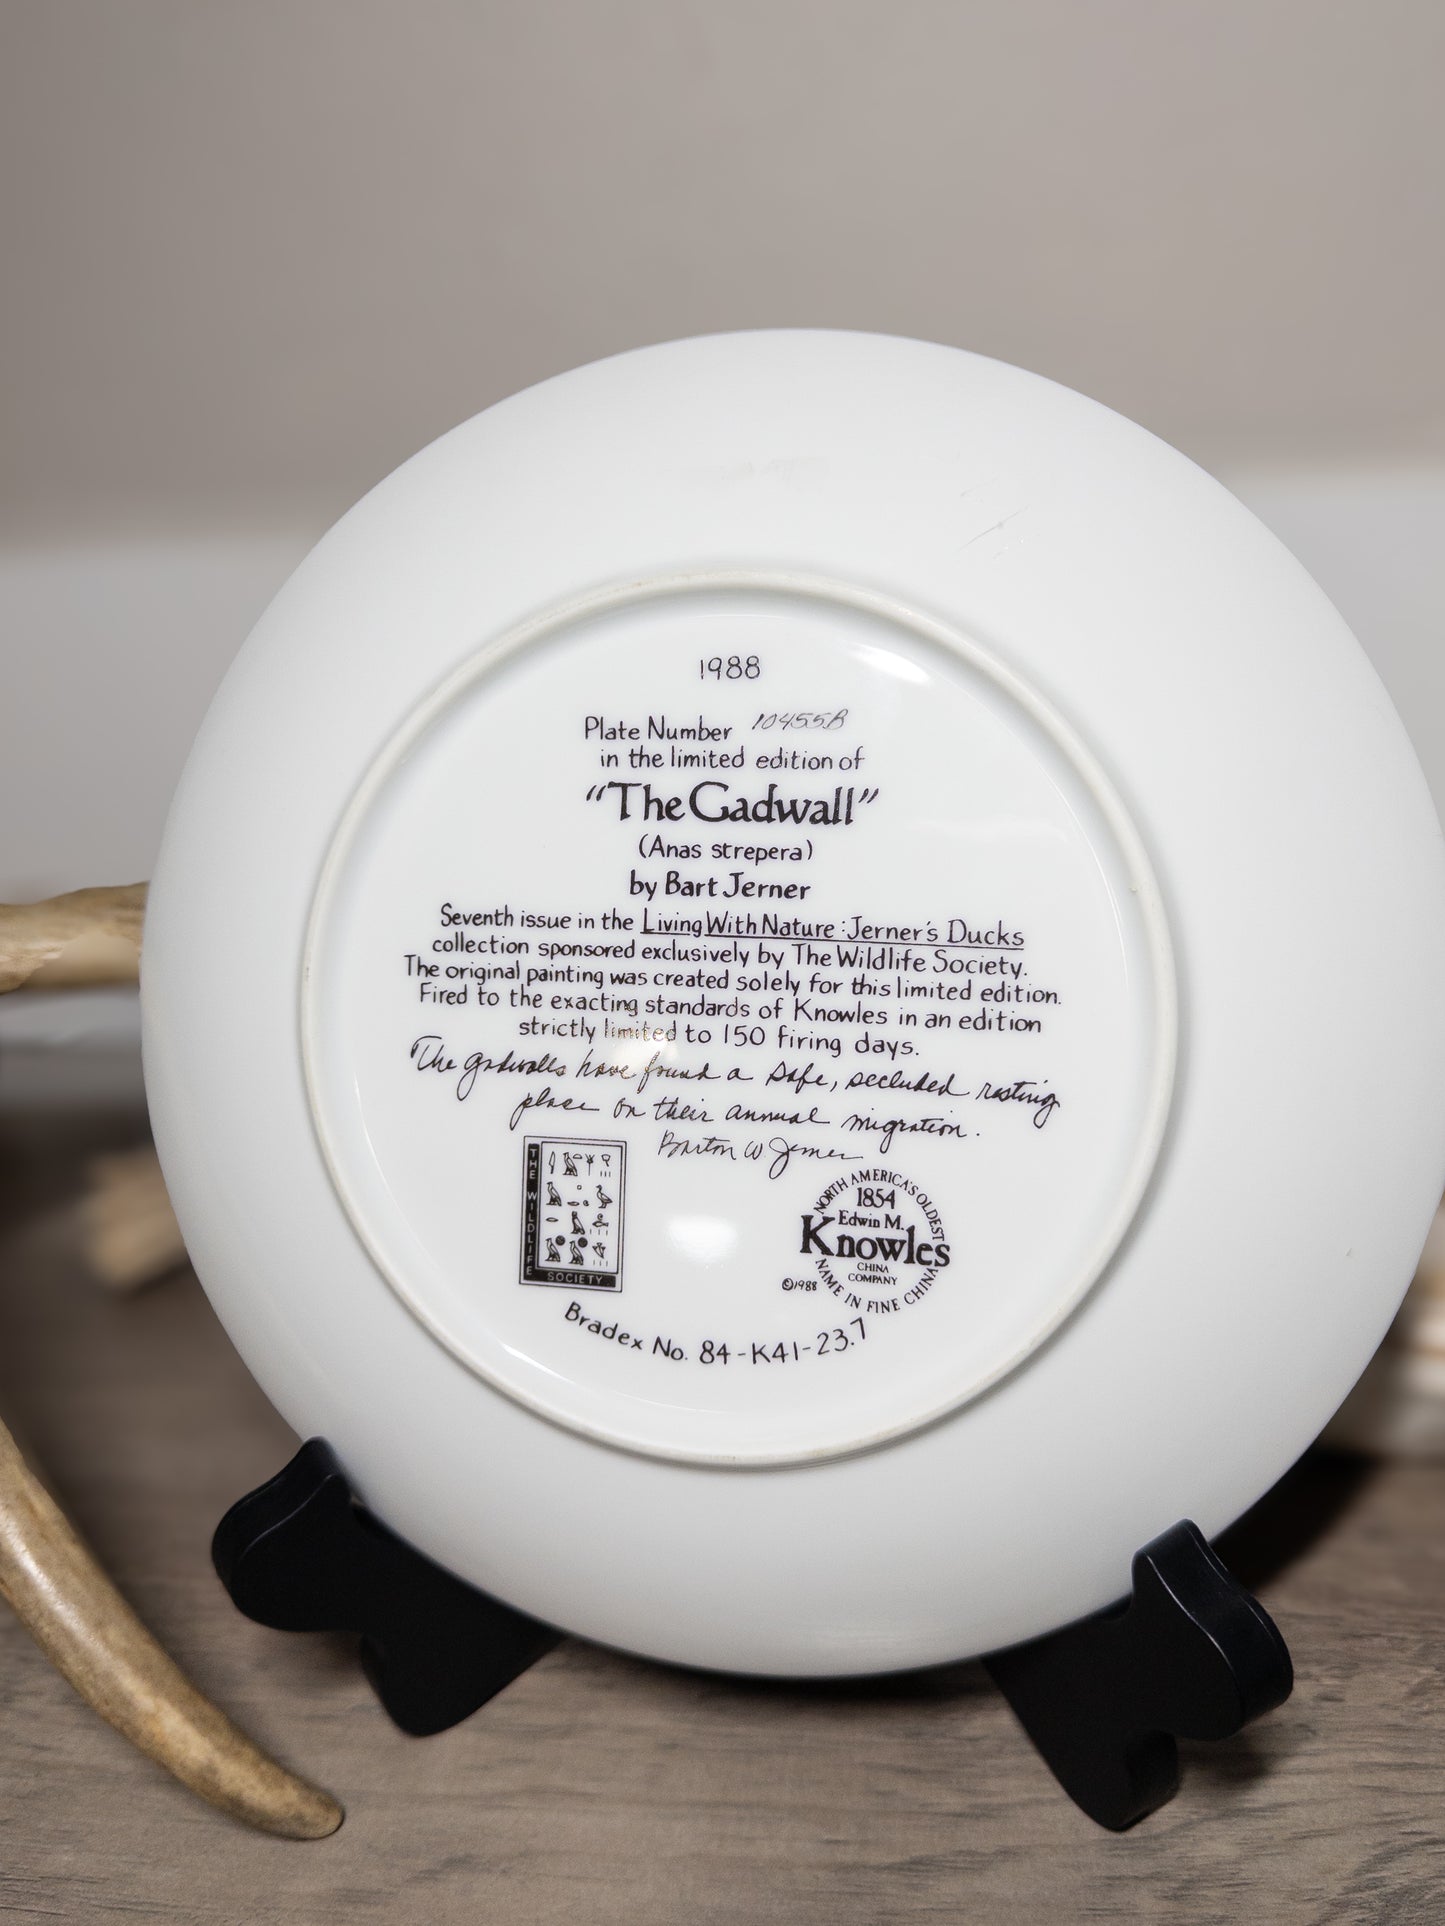 1988
Plate Number 10455B
in the limited edition of
"The Gadwall"
(Anas strepera)
by Bart Jerner
Seventh issue in the Living With Nature: Jerner's Ducks
collection sponsored exclusively by The Wildlife Society.
The original painting was created solely for this limited edition.
Fired to the exacting standards of Knowles in an edition
strictly limited to 150 firing days.
The gadwalls have found a safe, secluded resting
place on their annual migration.
Barton W Jerner
THE WILDLIFE
SOCIETY
NORTH AMERICA'S OLDEST
1854
Edwin M.
Knowles
CHINA
COMPANY
NAME IN FINE CHINA
©1988
Bradex No. 84-K41-23.7